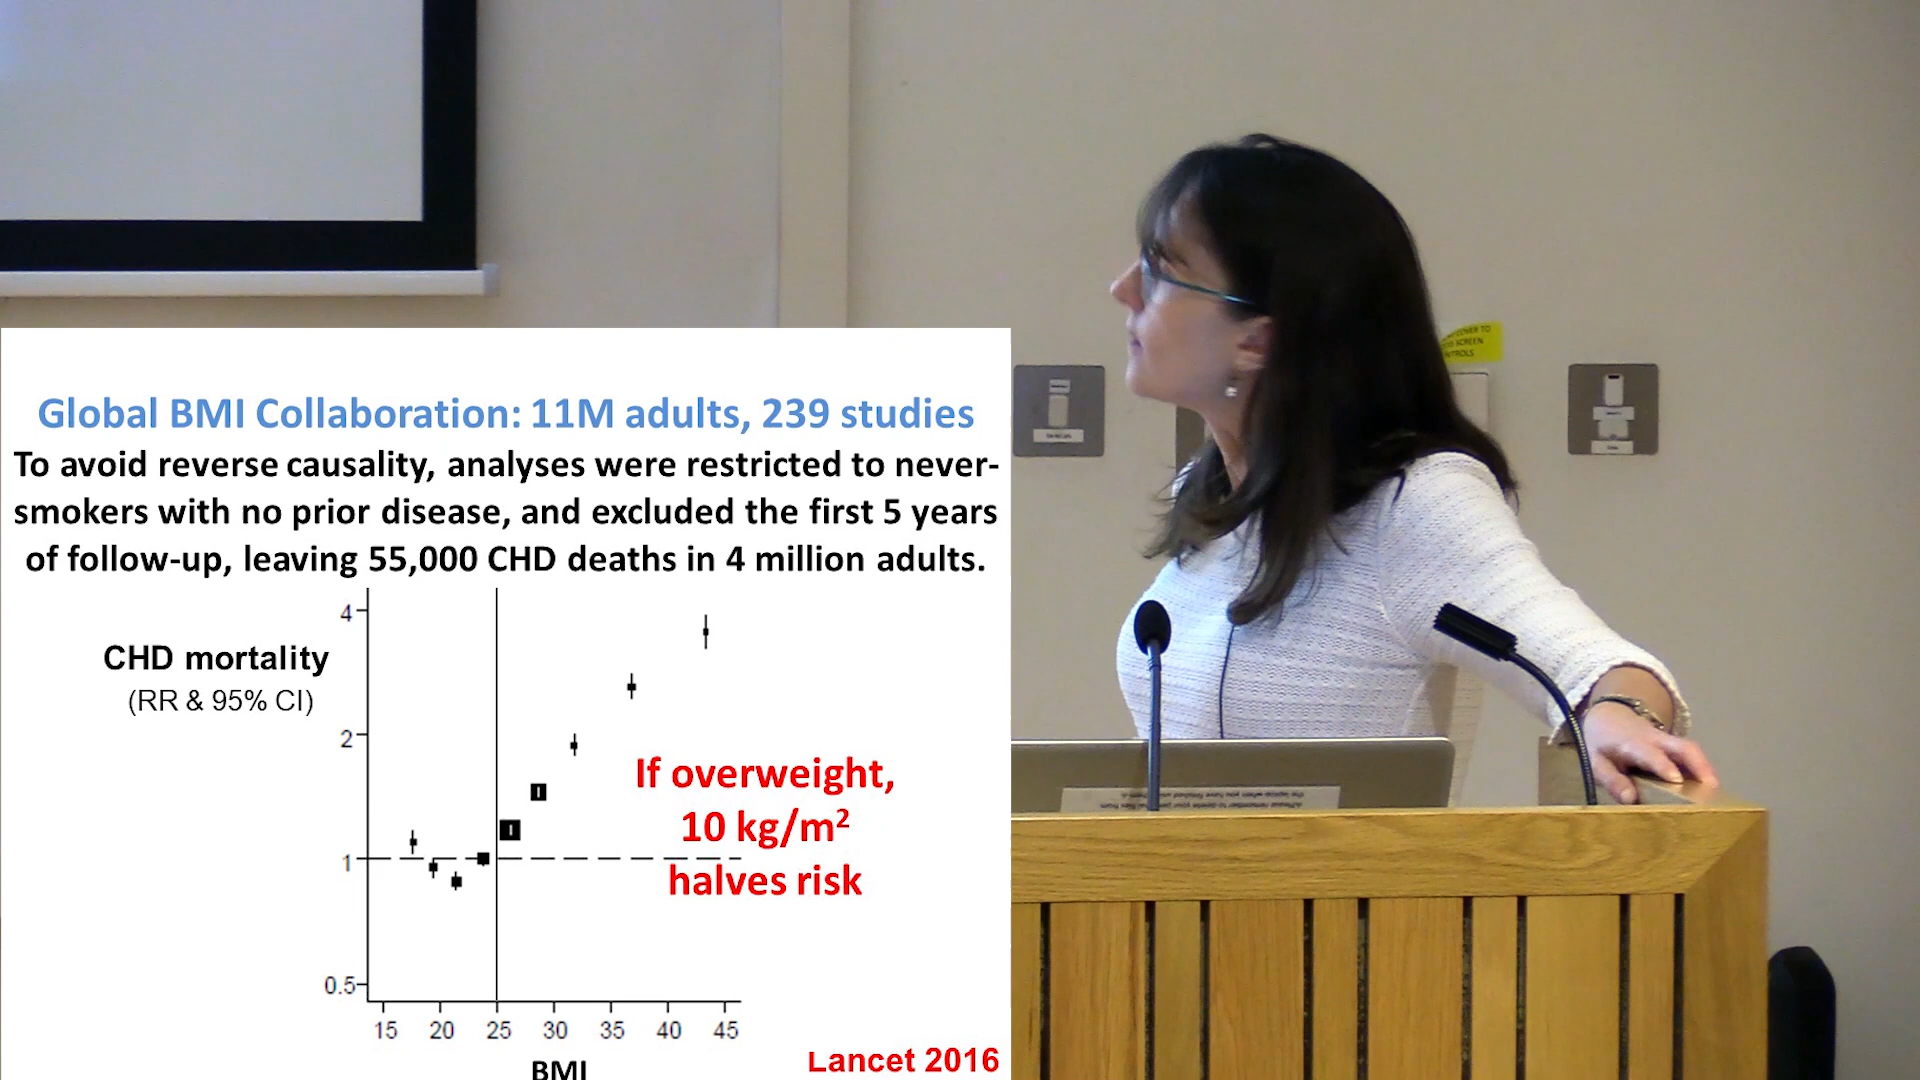 Global BMI Collaboration: 11M adults, 239 studies
To avoid reverse causality, analyses were restricted to never-
smokers with no prior disease, and excluded the first 5 years
of follow-up, leaving 55,000 CHD deaths in 4 million adults.
CHD mortality
(RR & 95% CI)
4
2
1
0.5
If overweight,
10 kg/m²
halves risk
15 20 25 30 35 40 45
BMI
Lancet 2016
COVER TO
SCREEN